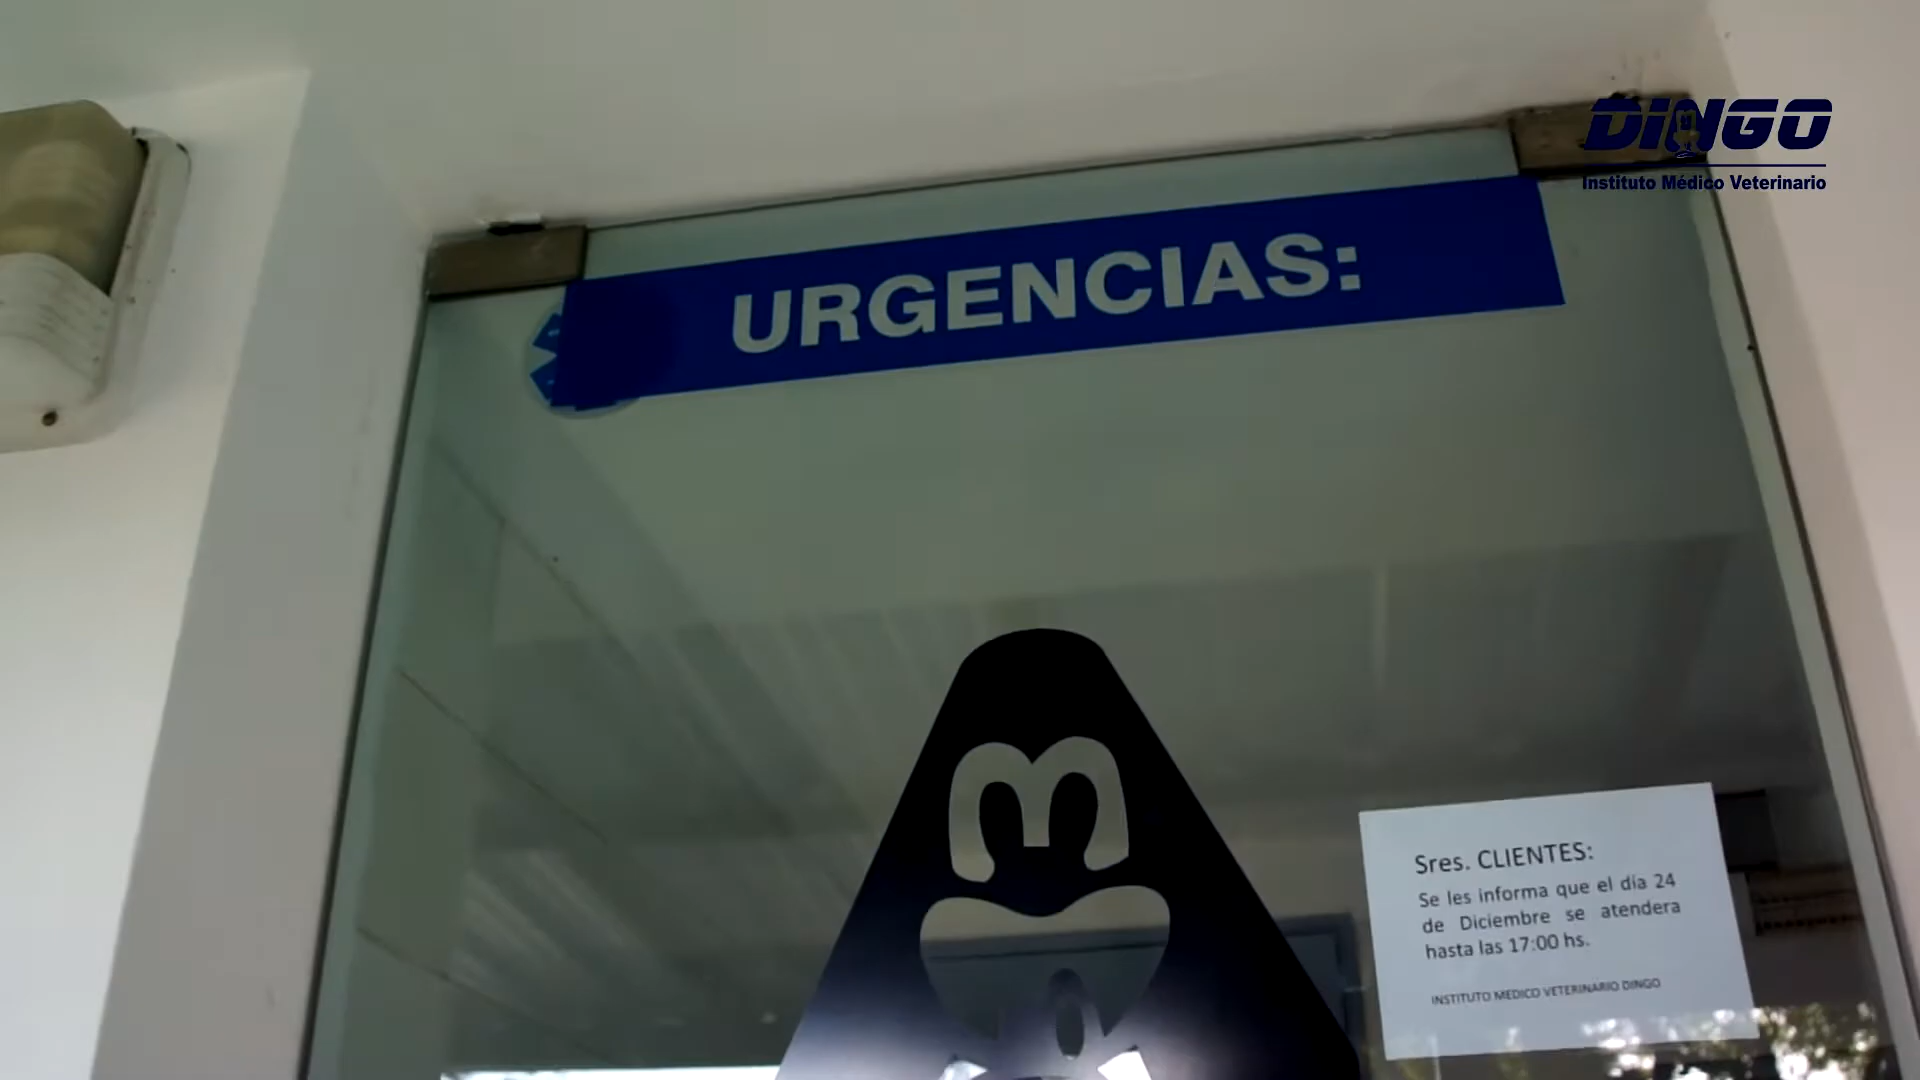 DiNGO
Instituto Médico Veterinario
URGENCIAS:
Sres. CLIENTES:
Se les informa que el día 24
de Diciembre se atendera
hasta las 17:00 hs.
INSTITUTO MEDICO VETERINARIO DINGO